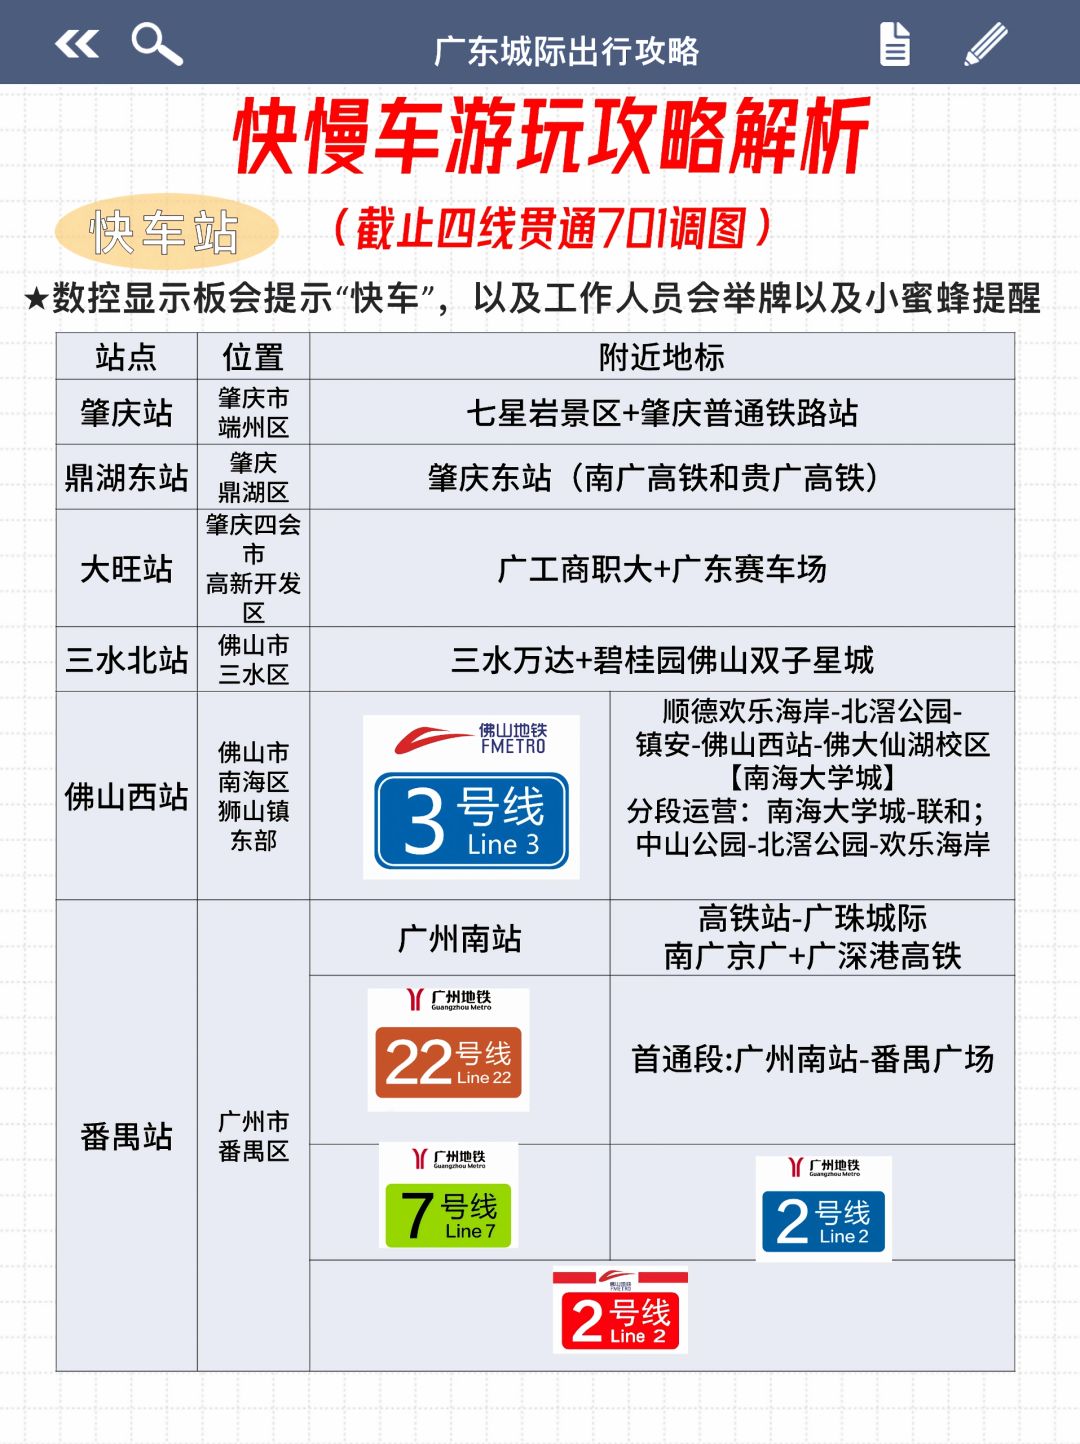 广东城际出行攻略
快慢车游玩攻略解析
快车站
（截止四线贯通701调图）
★数控显示板会提示“快车”，以及工作人员会举牌以及小蜜蜂提醒
站点
位置
附近地标
肇庆站
肇庆市
端州区
七星岩景区+肇庆普通铁路站
鼎湖东站
肇庆
鼎湖区
肇庆东站（南广高铁和贵广高铁）
大旺站
肇庆四会
市
高新开发
区
广工商职大+广东赛车场
三水北站
佛山市
三水区
三水万达+碧桂园佛山双子星城
佛山西站
佛山市
南海区
狮山镇
东部
佛山地铁
FMETRO
3号线
Line 3
顺德欢乐海岸-北滘公园-
镇安-佛山西站-佛大仙湖校区
【南海大学城】
分段运营：南海大学城-联和；
中山公园-北滘公园-欢乐海岸
番禺站
广州市
番禺区
广州南站
高铁站-广珠城际
南广京广+广深港高铁
广州地铁
Guangzhou Metro
22号线
Line 22
首通段:广州南站-番禺广场
广州地铁
Guangzhou Metro
7号线
Line 7
广州地铁
Guangzhou Metro
2号线
Line 2
佛山地铁
FMETRO
2号线
Line 2